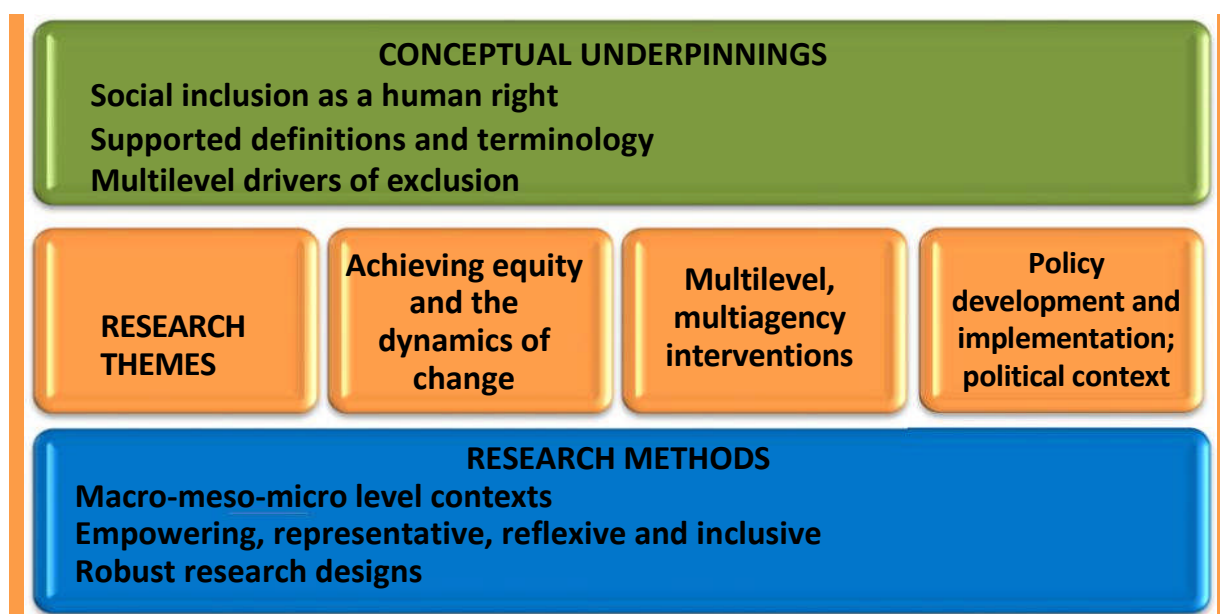 CONCEPTUAL UNDERPINNINGS
Social inclusion as a human right
Supported definitions and terminology
Multilevel drivers of exclusion
RESEARCH
THEMES
Achieving equity
and the
dynamics of
change
Multilevel,
multiagency
interventions
Policy
development and
implementation;
political context
RESEARCH METHODS
Macro-meso-micro level contexts
Empowering, representative, reflexive and inclusive
Robust research designs